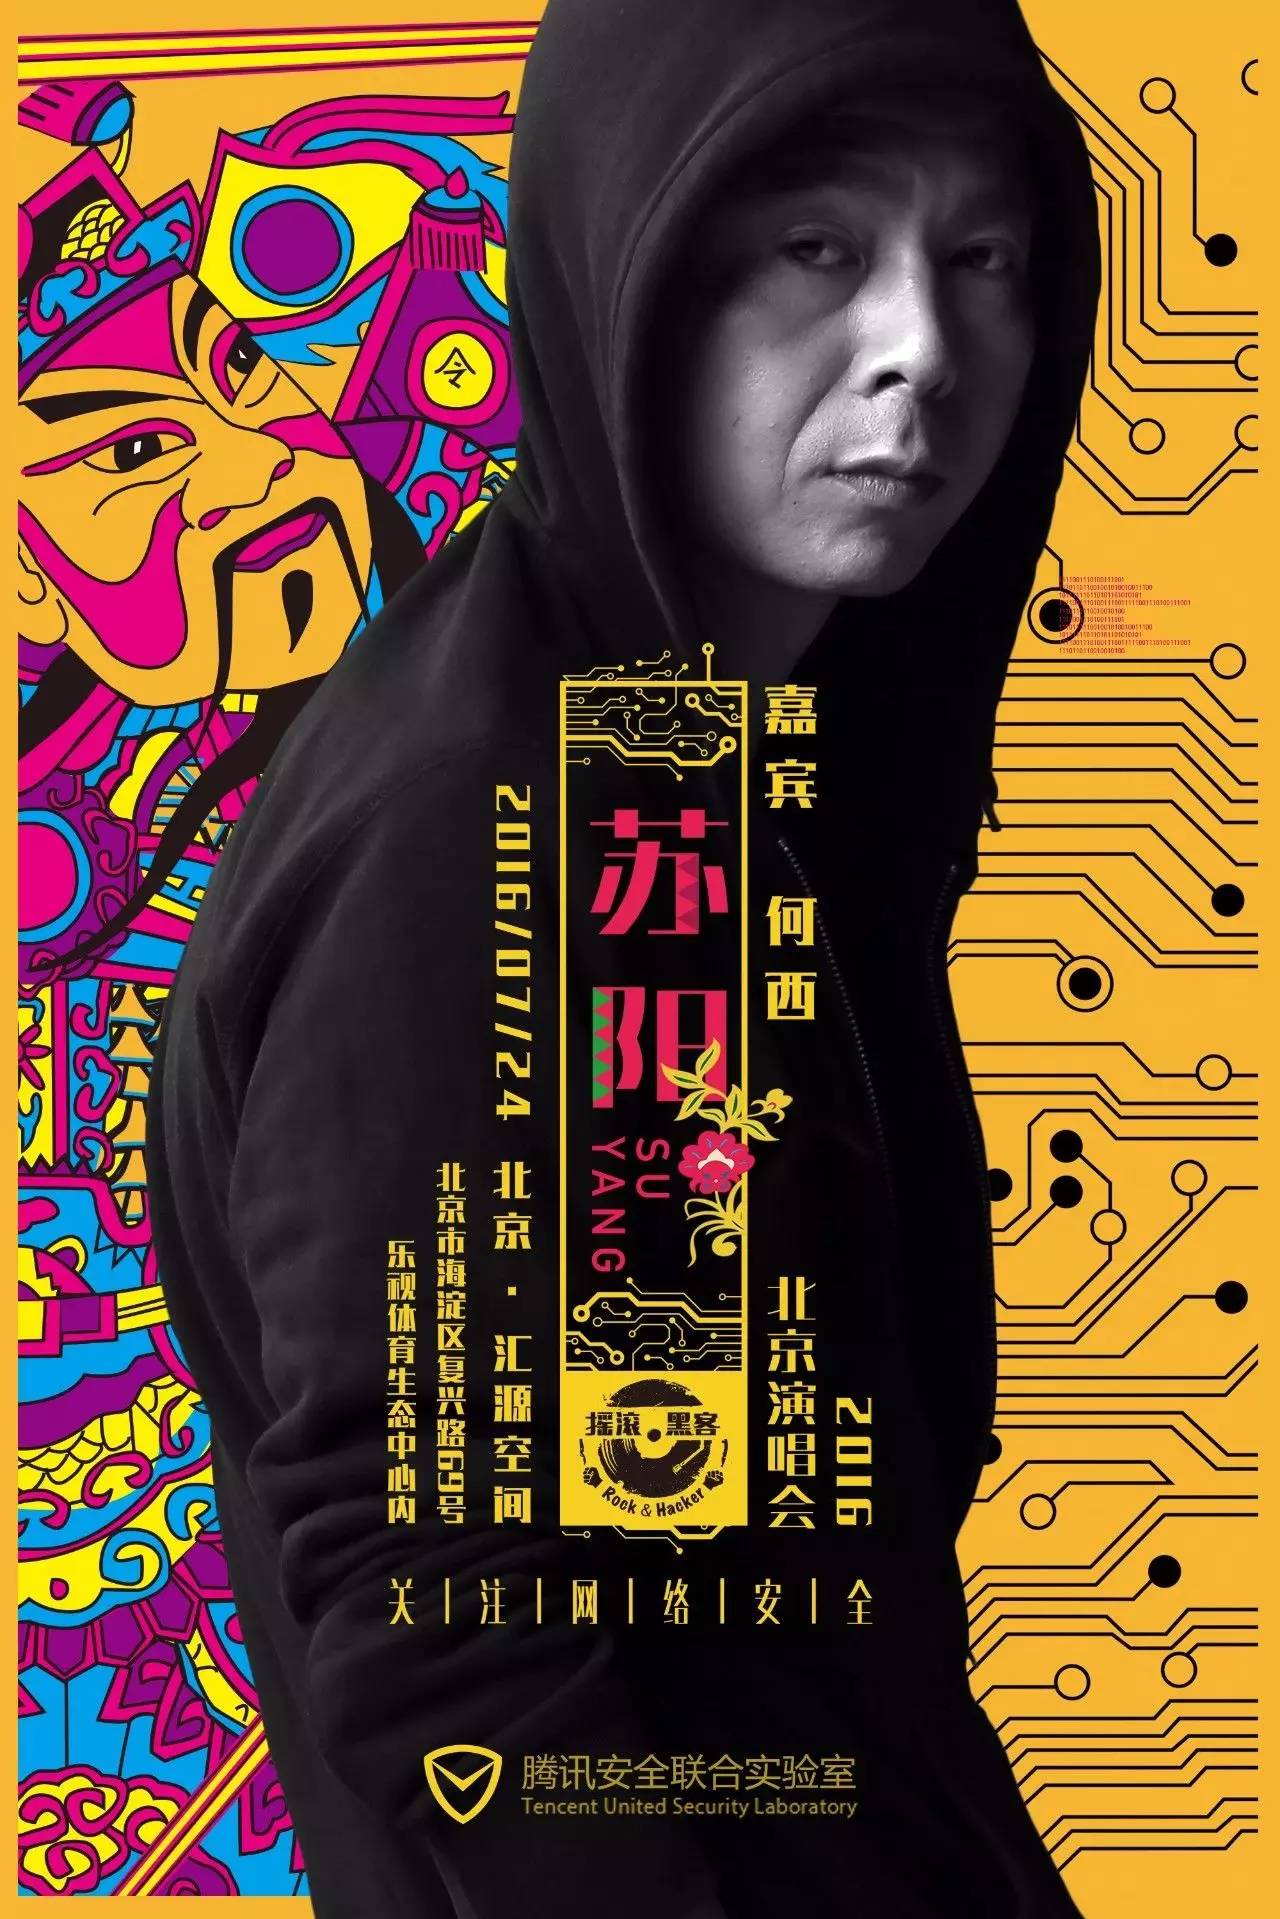 令
嘉宾 何西
苏阳
SU
YANG
2016/07/24 北京·汇源空间
北京市海淀区复兴路69号
乐视体育生态中心内
北京演唱会
2016
摇滚 黑客
Rock & Hacker
关|注|网|络|安|全
腾讯安全联合实验室
Tencent United Security Laboratory